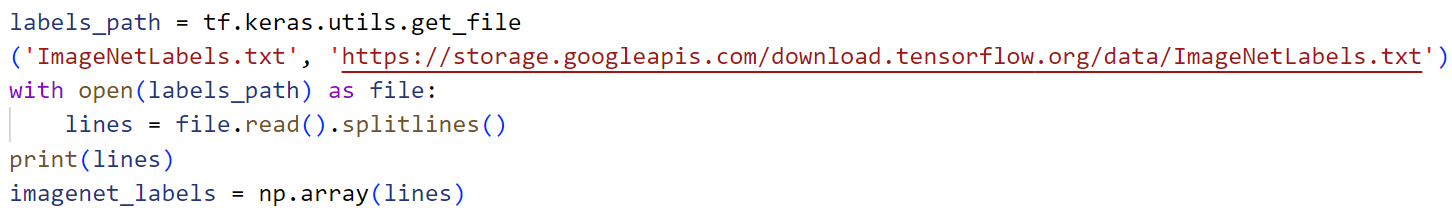 labels_path = tf.keras.utils.get_file
('ImageNetLabels.txt', 'https://storage.googleapis.com/download.tensorflow.org/data/ImageNetLabels.txt')
with open(labels_path) as file:
    lines = file.read().splitlines()
print(lines)
imagenet_labels = np.array(lines)